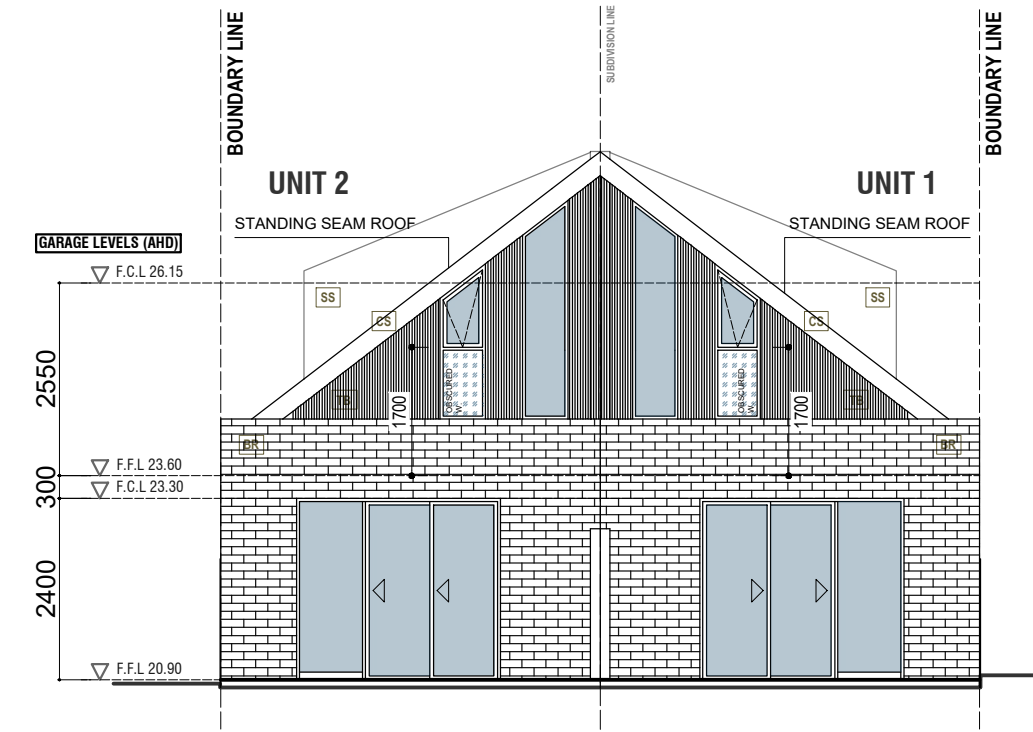 BOUNDARY LINE
SUBDIVISION LINE
BOUNDARY LINE
UNIT 2
UNIT 1
STANDING SEAM ROOF
STANDING SEAM ROOF
GARAGE LEVELS (AHD)
F.C.L 26.15
SS
SS
CS
CS
25550
OBSCURED
W.
OBSCURED
W.
TB
TB
1700
1700
BR
BR
F.F.L 23.60
300
F.C.L 23.30
2400
F.F.L 20.90